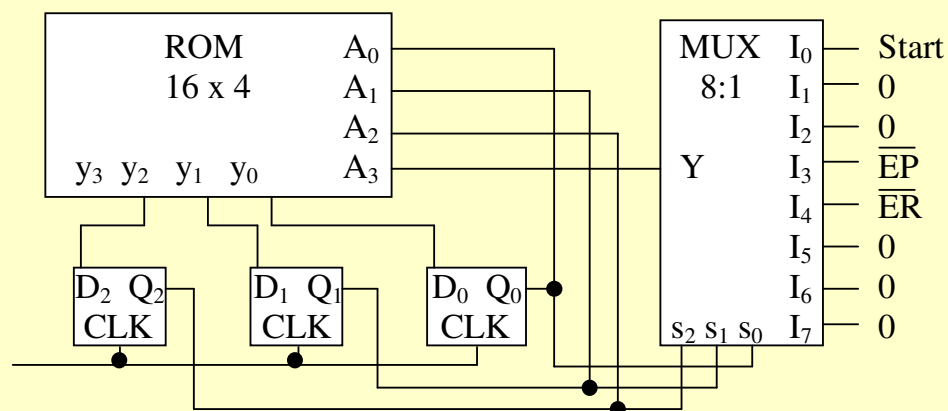 ROM
16 x 4
A₀
A₁
A₂
A₃
y₃ y₂ y₁ y₀
D₂ Q₂
CLK
D₁ Q₁
CLK
D₀ Q₀
CLK
MUX
8:1
Y
I₀ Start
I₁ 0
I₂ 0
I₃ E̅P̅
I₄ E̅R̅
I₅ 0
I₆ 0
I₇ 0
s₂ s₁ s₀